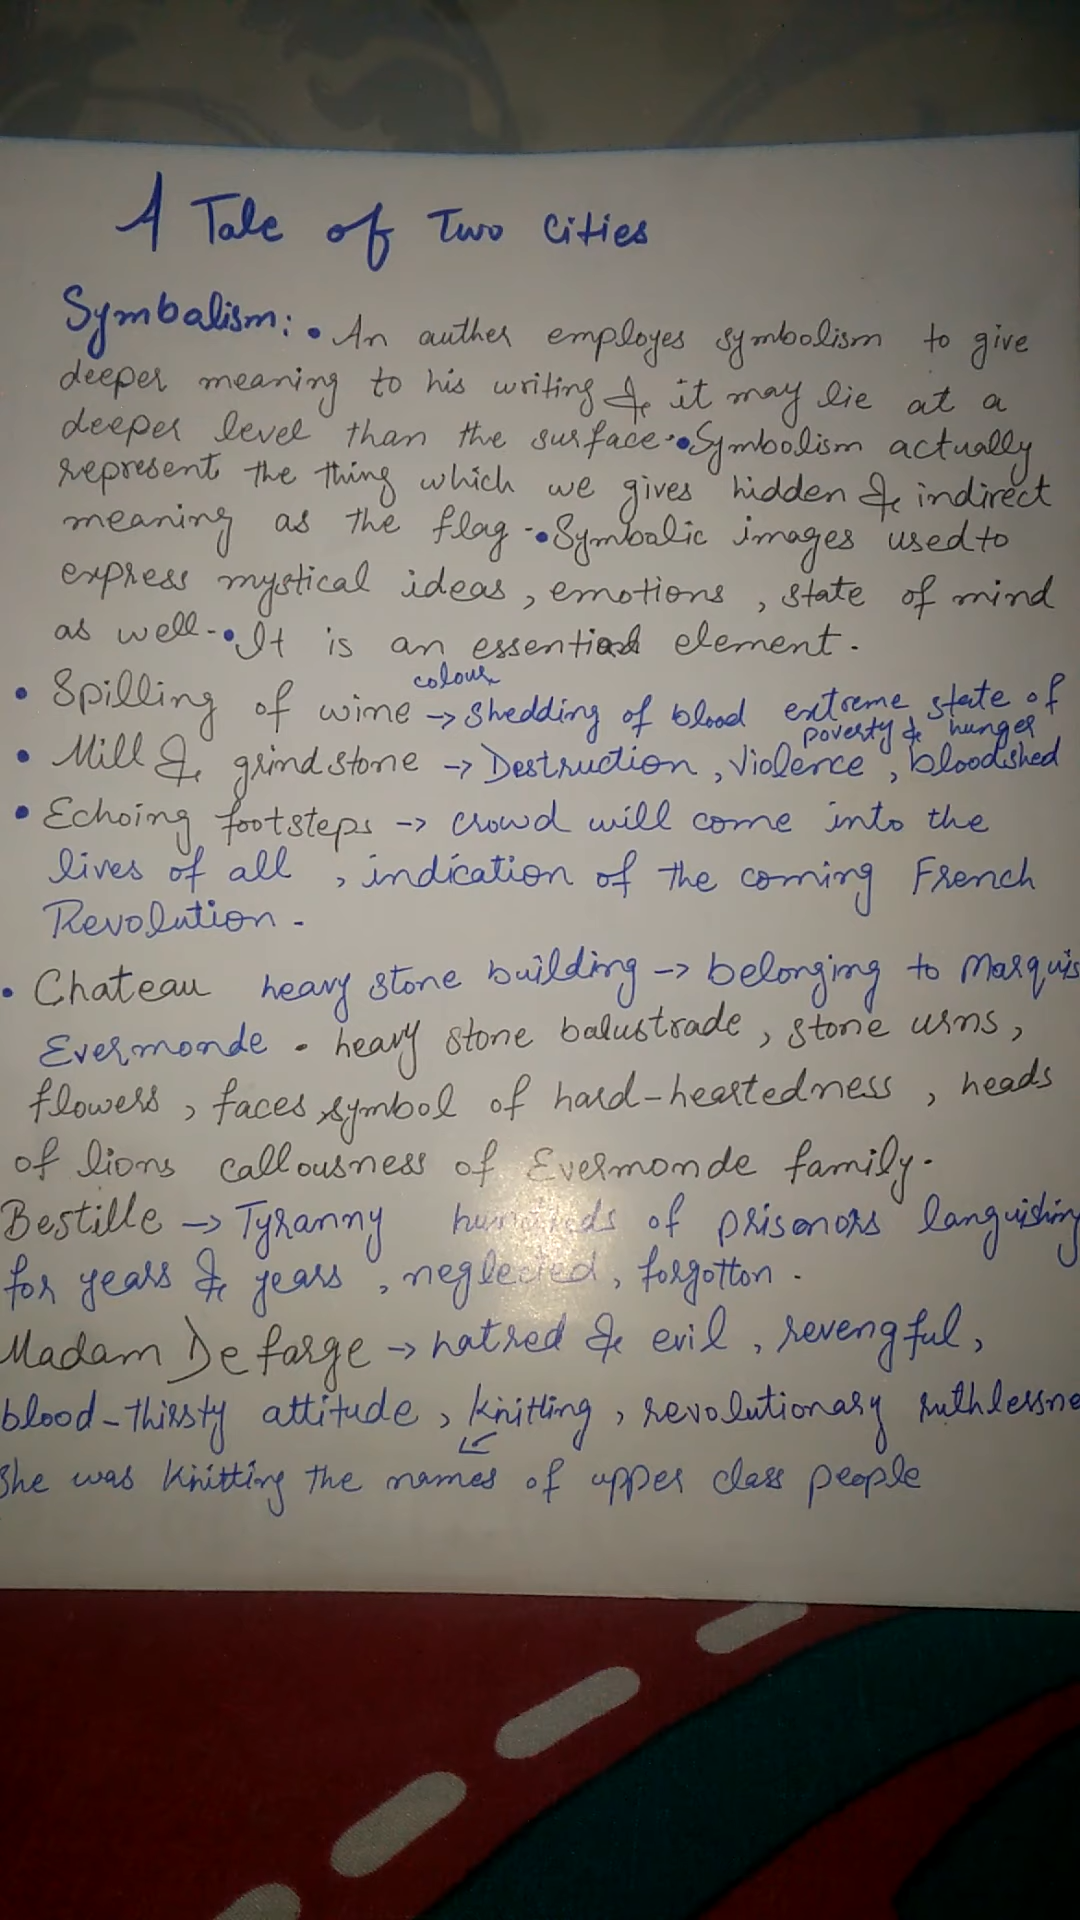 A Tale of Two Cities
Symbalism: • An auther employes symbolism to give
deeper meaning to his writing & it may lie at a
deeper level than the surface. • Symbolism actually
represent the thing which we gives hidden & indirect
meaning as the flag - • Symbalic images used to
express mystical ideas, emotions, state of mind
as well - • It is an essential element.
colour
• Spilling of wine → Shedding of blood extreme state of
poverty & hunger
• Mill & grindstone → Destruction, violence, bloodshed
• Echoing footsteps → crowd will come into the
lives of all, indication of the coming French
Revolution -
• Chateau heavy stone building → belonging to Marquis
Evermonde . heavy stone balustrade, stone urns,
flowers, faces, symbol of hard-heartedness, heads
of lions callousness of Evermonde family.
Bestille → Tyranny hundreds of prisonors languishing
for years & years, neglected, forgotton .
Madam De farge → hatred & evil, revengful,
blood-thirsty attitude, knitting, revolutionary ruthlessne
She was knitting the names of upper class people